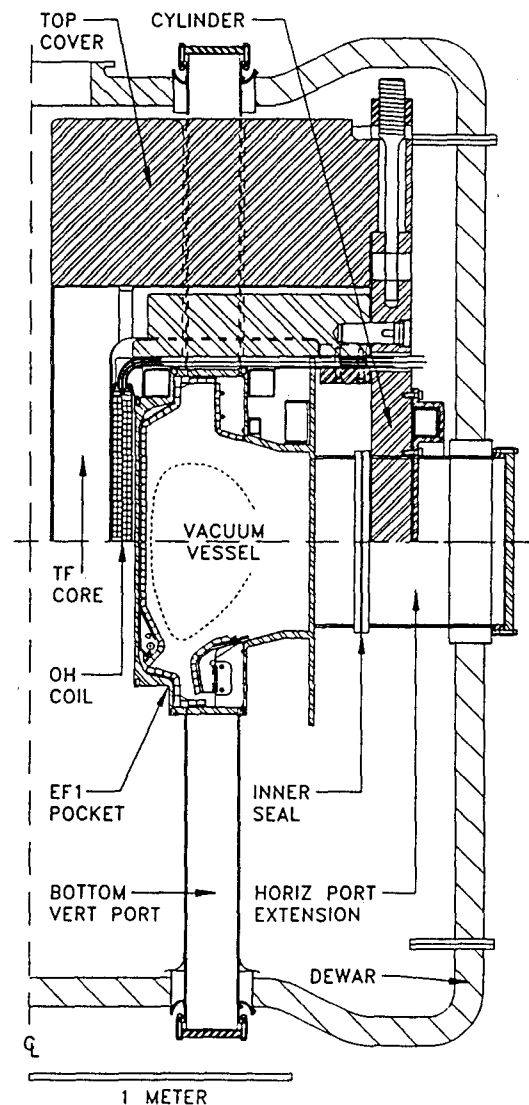 TOP
COVER
CYLINDER
VACUUM
VESSEL
TF
CORE
OH
COIL
EF1
POCKET
INNER
SEAL
BOTTOM
VERT PORT
HORIZ PORT
EXTENSION
DEWAR
℄
1 METER